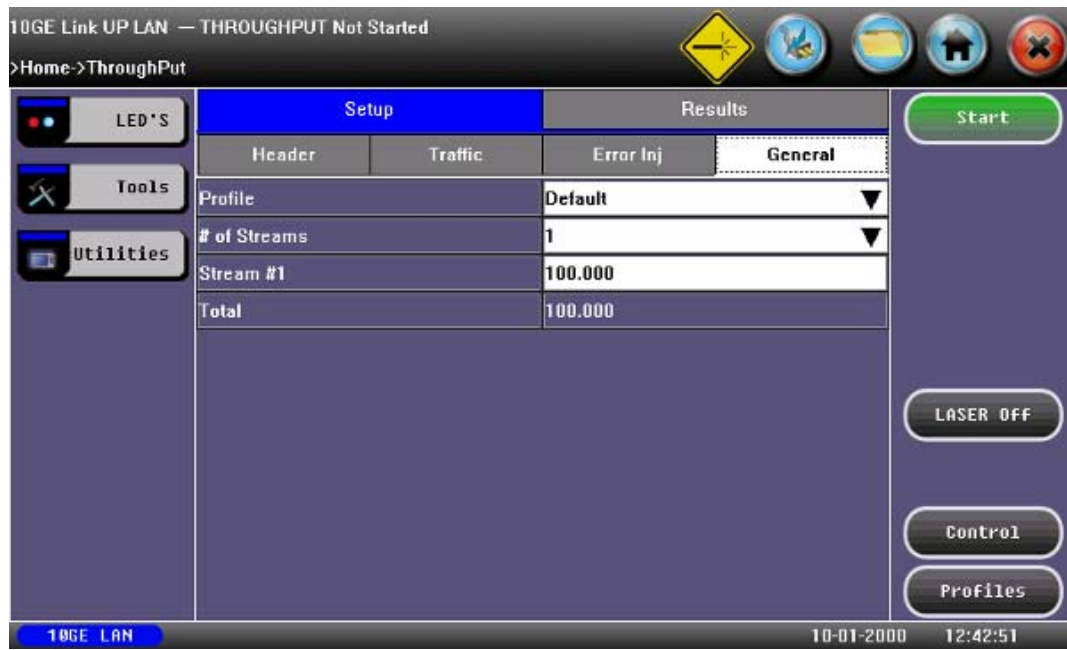 10GE Link UP LAN — THROUGHPUT Not Started
>Home->ThroughPut
LED'S
Tools
Utilities
Setup
Results
Header
Traffic
Error Inj
General
Profile
Default
# of Streams
1
Stream #1
100.000
Total
100.000
Start
LASER OFF
Control
Profiles
10GE LAN
10-01-2000
12:42:51